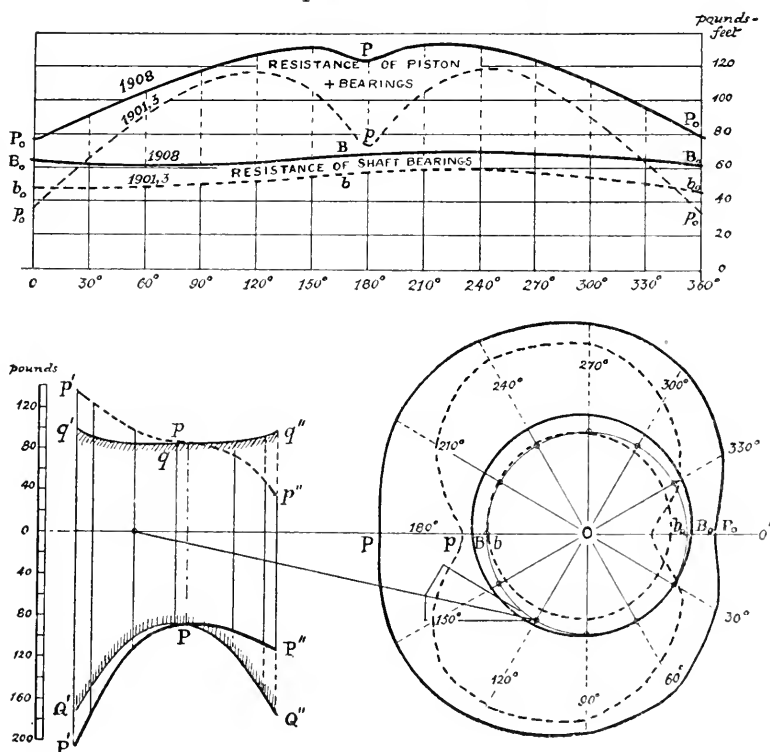 pounds-
feet
120
100
80
60
40
20
0
P
RESISTANCE OF PISTON
+ BEARINGS
1908
1901,3
P₀
P₀
p
B₀
1908
B
B₀
RESISTANCE OF SHAFT BEARINGS
b₀
1901,3
b
b₀
p₀
p₀
0 30° 60° 90° 120° 150° 180° 210° 240° 270° 300° 330° 360°
pounds
120
80
40
0
40
80
120
160
200
p'
q'
p
q
q"
p"
P
P"
Q'
Q"
P'
270°
240°
300°
210°
330°
180°
P
p
B
b
O
b₀
B₀
P₀
0°
150°
30°
120°
60°
90°